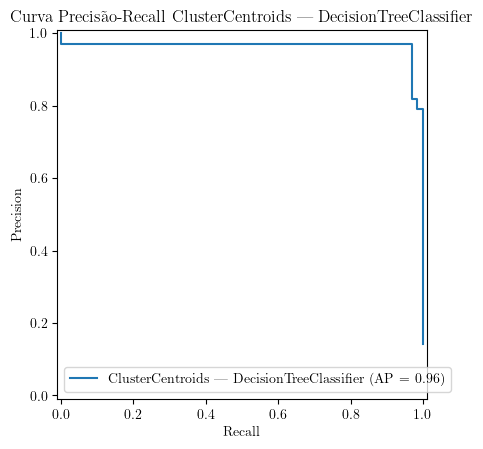 Curva Precisão-Recall ClusterCentroids — DecisionTreeClassifier
1.0
0.8
0.6
0.4
0.2
0.0
Precision
ClusterCentroids — DecisionTreeClassifier (AP = 0.96)
0.0 0.2 0.4 0.6 0.8 1.0
Recall